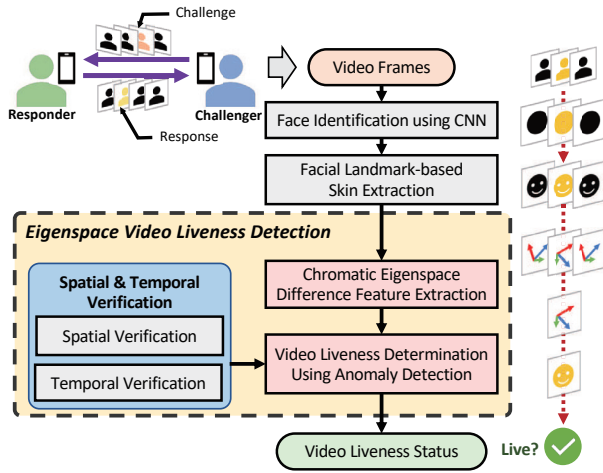 Challenge
Responder
Challenger
Response
Video Frames
Face Identification using CNN
Facial Landmark-based
Skin Extraction
Eigenspace Video Liveness Detection
Spatial & Temporal
Verification
Spatial Verification
Temporal Verification
Chromatic Eigenspace
Difference Feature Extraction
Video Liveness Determination
Using Anomaly Detection
Video Liveness Status
Live?